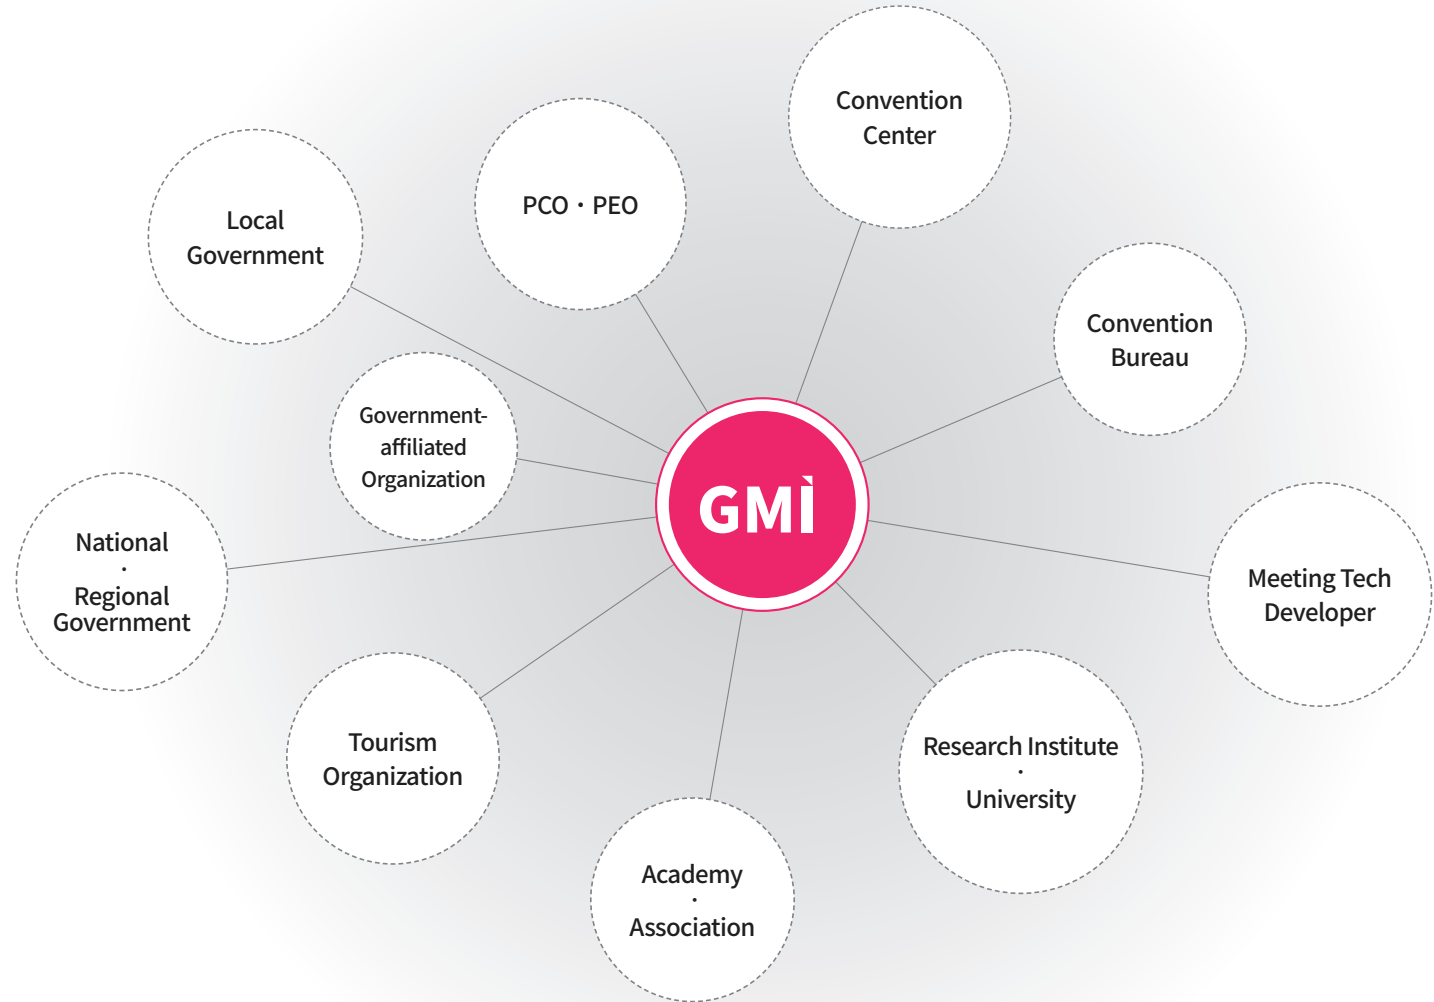 Convention
Center
PCO · PEO
Local
Government
Convention
Bureau
Government-
affiliated
Organization
GMI
National
·
Regional
Government
Meeting Tech
Developer
Tourism
Organization
Research Institute
·
University
Academy
·
Association